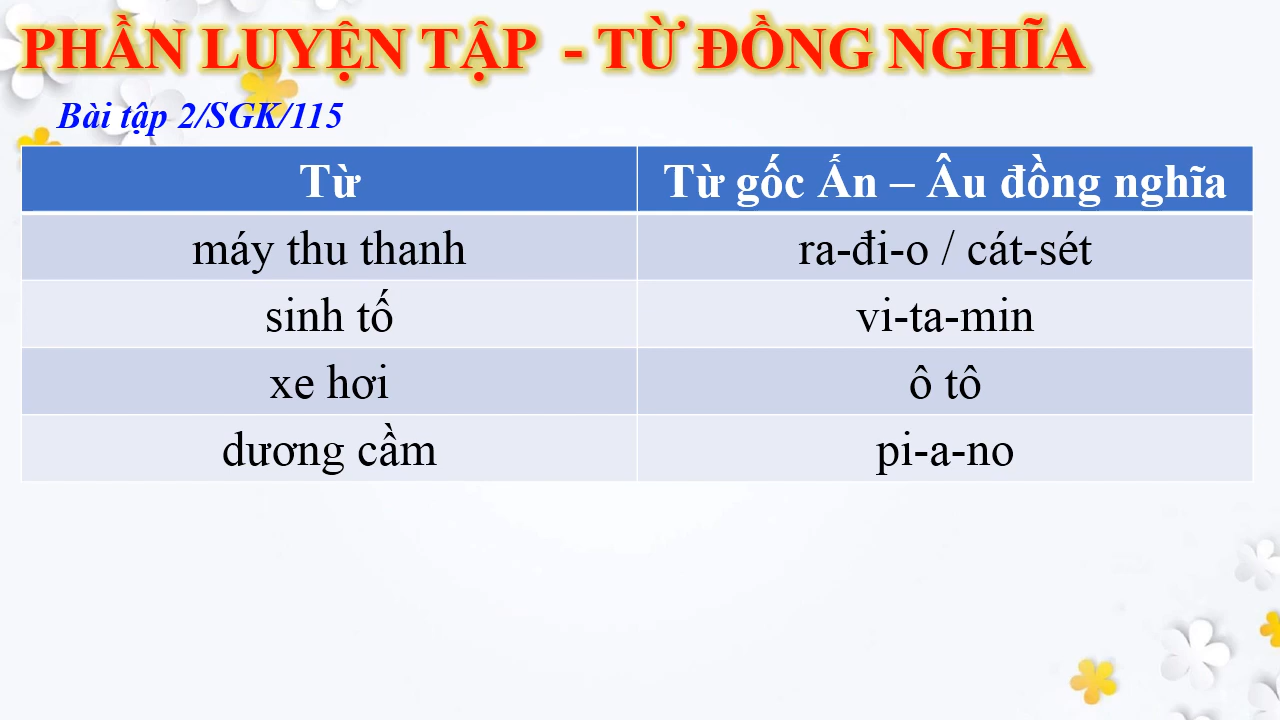 PHẦN LUYỆN TẬP - TỪ ĐỒNG NGHĨA
Bài tập 2/SGK/115
Từ
Từ gốc Ấn – Âu đồng nghĩa
máy thu thanh
ra-đi-o / cát-sét
sinh tố
vi-ta-min
xe hơi
ô tô
dương cầm
pi-a-no